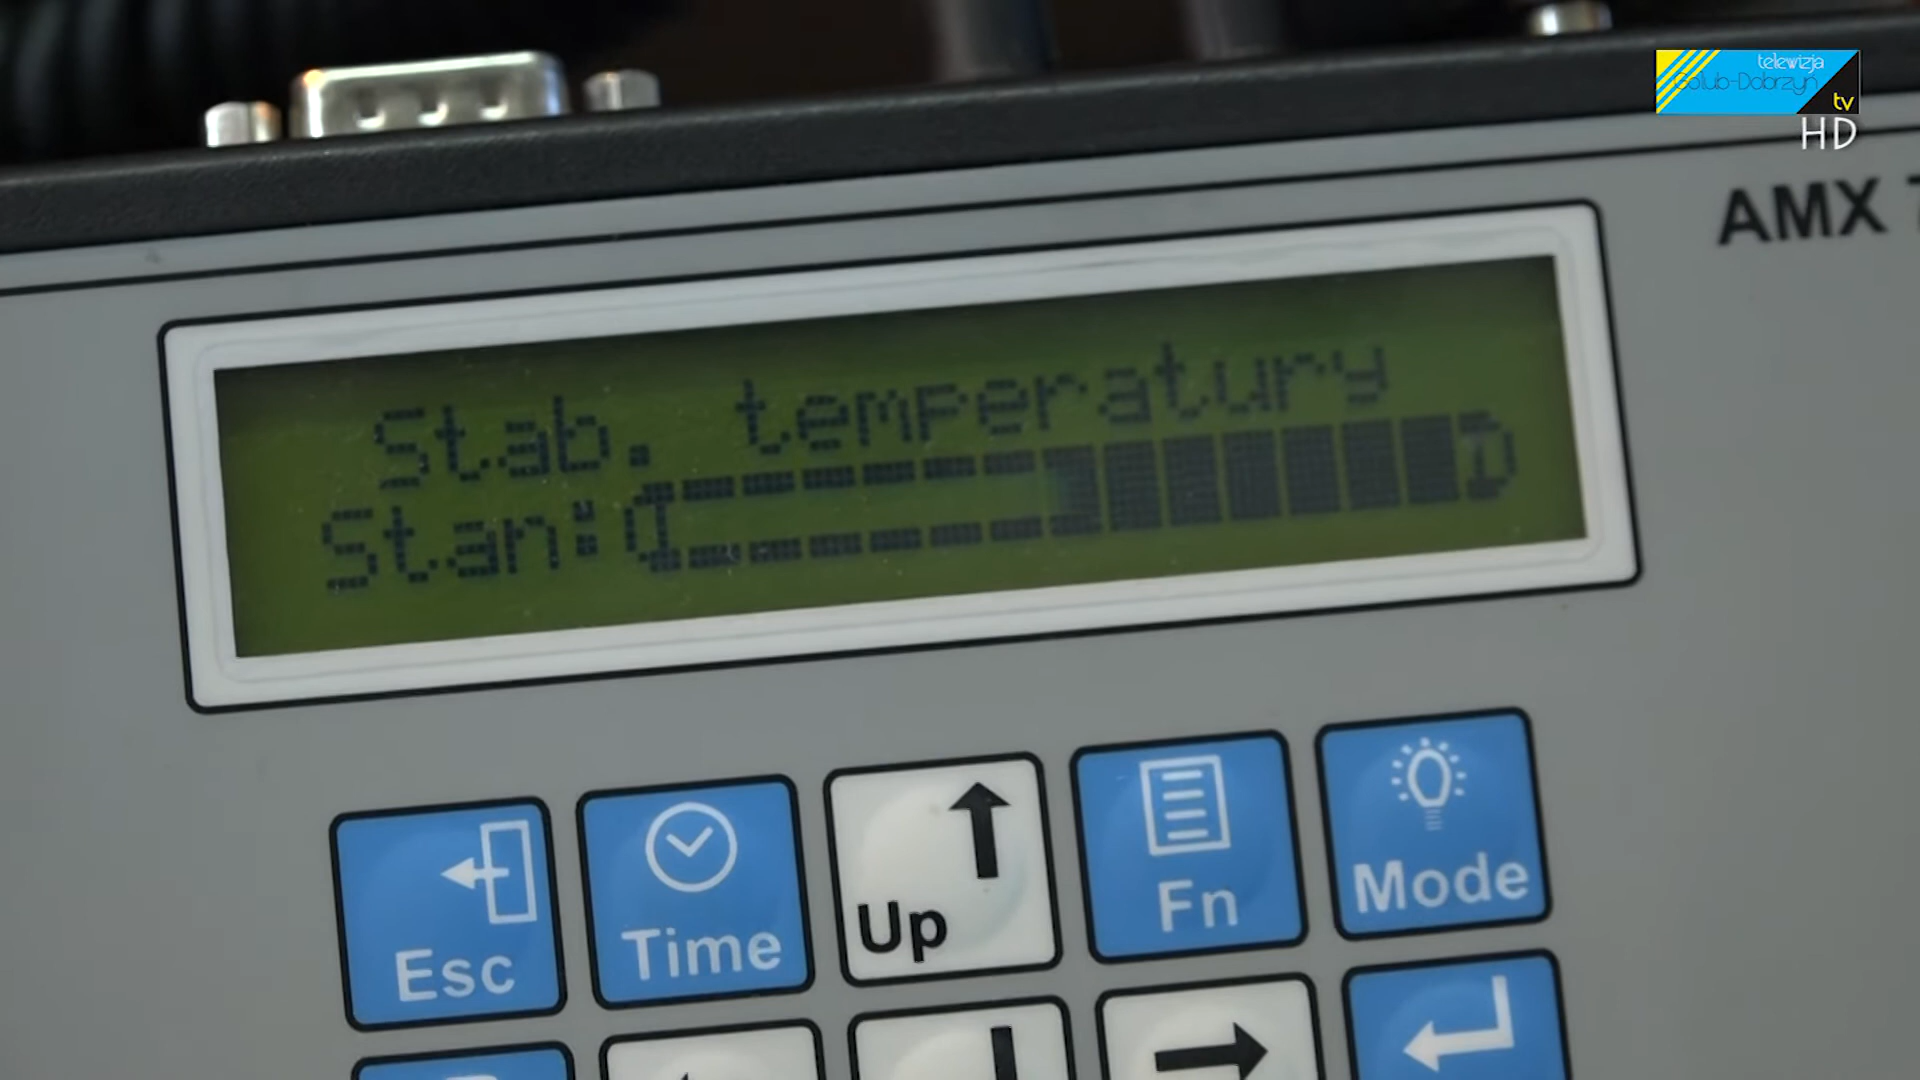 telewizja
Golub-Dobrzyń
tv
HD
AMX
Stab. temperatury
Stan:
Esc
Time
Up
Fn
Mode